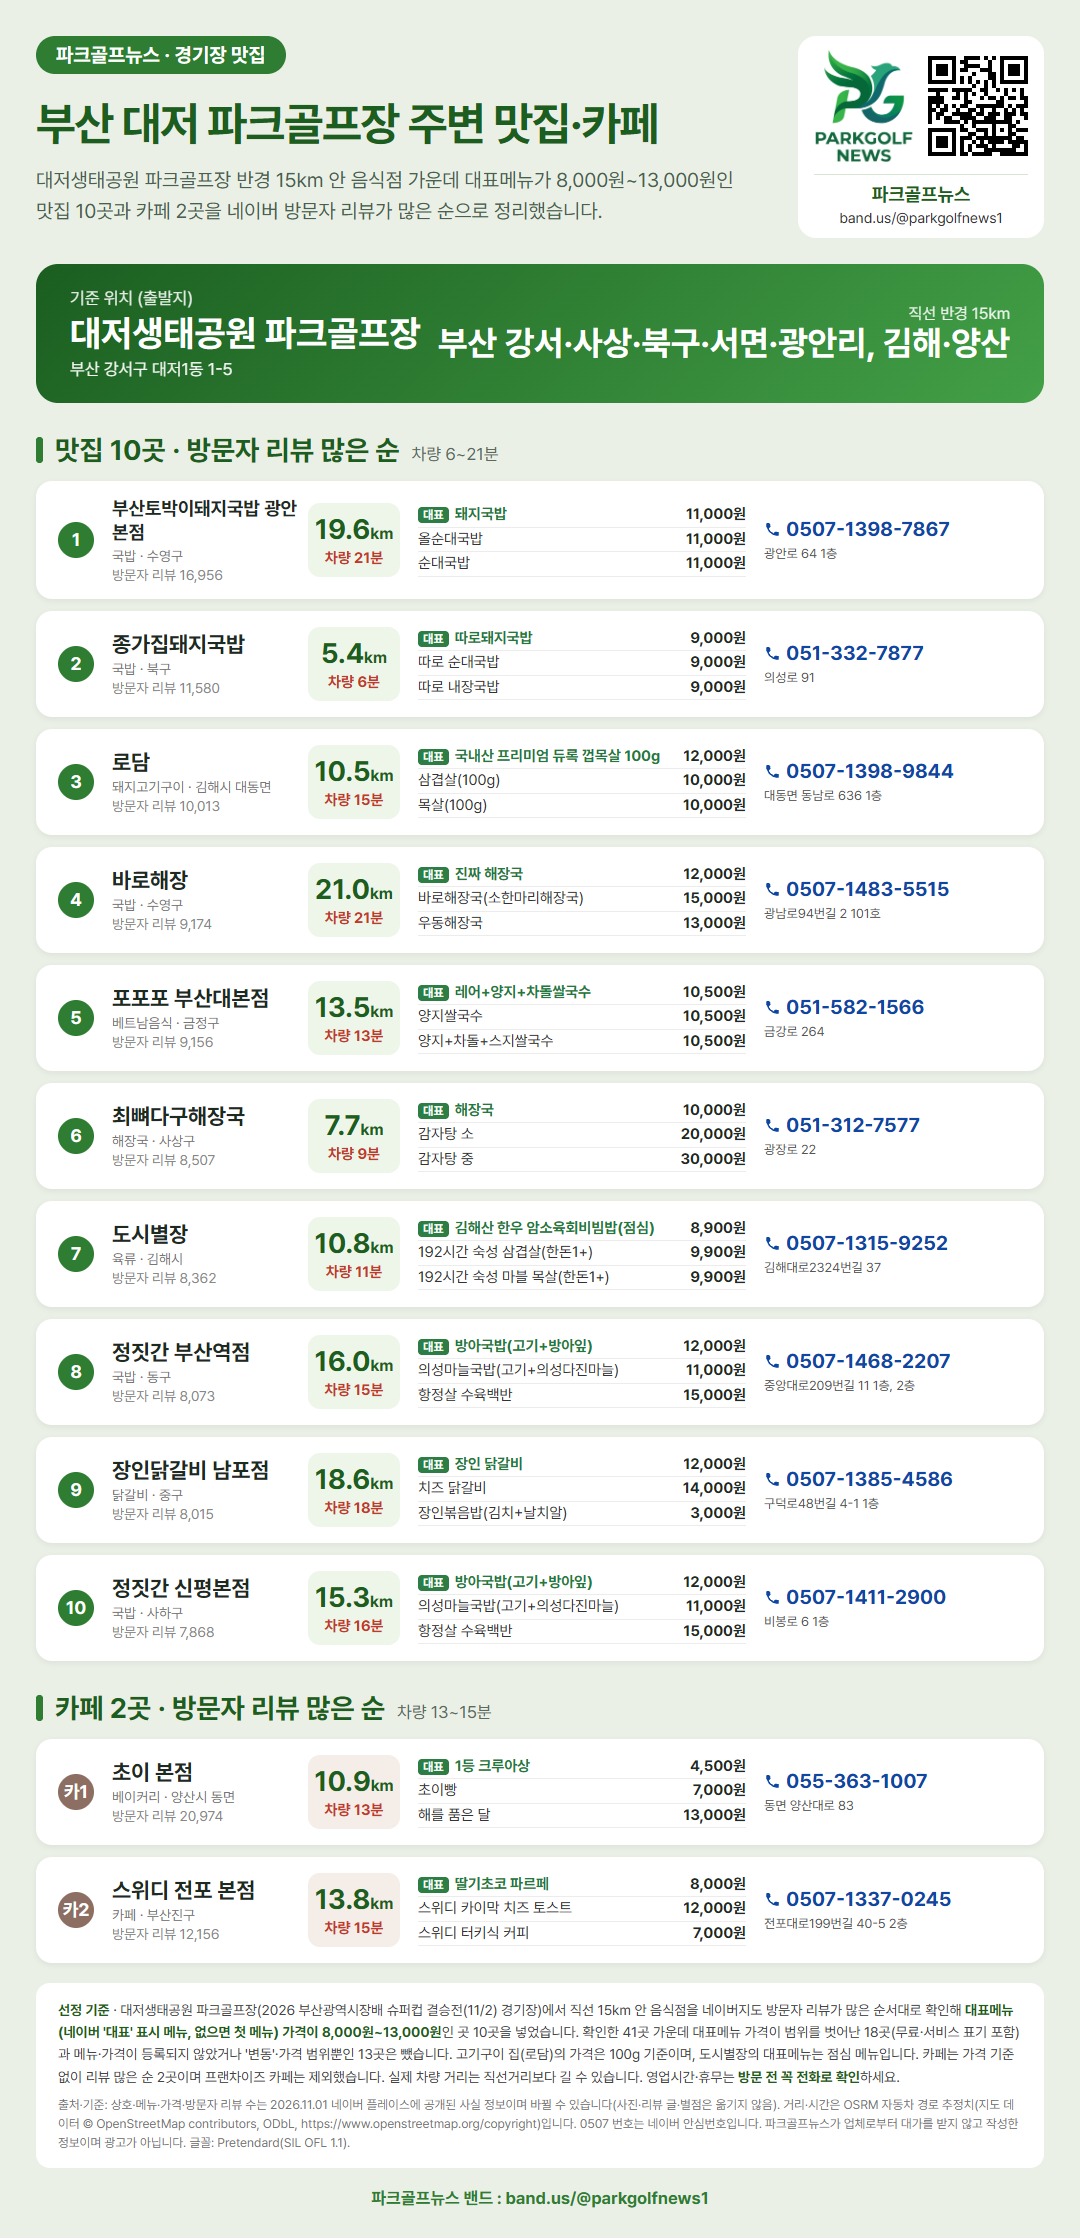 파크골프뉴스 · 경기장 맛집
부산 대저 파크골프장 주변 맛집·카페
대저생태공원 파크골프장 반경 15km 안 음식점 가운데 대표메뉴가 8,000원~13,000원인
맛집 10곳과 카페 2곳을 네이버 방문자 리뷰가 많은 순으로 정리했습니다.
PARKGOLF
NEWS
파크골프뉴스
band.us/@parkgolfnews1
기준 위치 (출발지)
대저생태공원 파크골프장
부산 강서구 대저1동 1-5
직선 반경 15km
부산 강서·사상·북구·서면·광안리, 김해·양산
맛집 10곳 · 방문자 리뷰 많은 순 차량 6~21분
1
부산토박이돼지국밥 광안
본점
국밥 · 수영구
방문자 리뷰 16,956
19.6km
차량 21분
대표 돼지국밥 11,000원
올순대국밥 11,000원
순대국밥 11,000원
0507-1398-7867
광안로 64 1층
2
종가집돼지국밥
국밥 · 북구
방문자 리뷰 11,580
5.4km
차량 6분
대표 따로돼지국밥 9,000원
따로 순대국밥 9,000원
따로 내장국밥 9,000원
051-332-7877
의성로 91
3
로담
돼지고기구이 · 김해시 대동면
방문자 리뷰 10,013
10.5km
차량 15분
대표 국내산 프리미엄 듀록 껍목살 100g 12,000원
삼겹살(100g) 10,000원
목살(100g) 10,000원
0507-1398-9844
대동면 동남로 636 1층
4
바로해장
국밥 · 수영구
방문자 리뷰 9,174
21.0km
차량 21분
대표 진짜 해장국 12,000원
바로해장국(소한마리해장국) 15,000원
우동해장국 13,000원
0507-1483-5515
광남로94번길 2 101호
5
포포포 부산대본점
베트남음식 · 금정구
방문자 리뷰 9,156
13.5km
차량 13분
대표 레어+양지+차돌쌀국수 10,500원
양지쌀국수 10,500원
양지+차돌+스지쌀국수 10,500원
051-582-1566
금강로 264
6
최뼈다구해장국
해장국 · 사상구
방문자 리뷰 8,507
7.7km
차량 9분
대표 해장국 10,000원
감자탕 소 20,000원
감자탕 중 30,000원
051-312-7577
광장로 22
7
도시별장
육류 · 김해시
방문자 리뷰 8,362
10.8km
차량 11분
대표 김해산 한우 암소육회비빔밥(점심) 8,900원
192시간 숙성 삼겹살(한돈1+) 9,900원
192시간 숙성 마블 목살(한돈1+) 9,900원
0507-1315-9252
김해대로2324번길 37
8
정짓간 부산역점
국밥 · 동구
방문자 리뷰 8,073
16.0km
차량 15분
대표 방아국밥(고기+방아잎) 12,000원
의성마늘국밥(고기+의성다진마늘) 11,000원
항정살 수육백반 15,000원
0507-1468-2207
중앙대로209번길 11 1층, 2층
9
장인닭갈비 남포점
닭갈비 · 중구
방문자 리뷰 8,015
18.6km
차량 18분
대표 장인 닭갈비 12,000원
치즈 닭갈비 14,000원
장인볶음밥(김치+날치알) 3,000원
0507-1385-4586
구덕로48번길 4-1 1층
10
정짓간 신평본점
국밥 · 사하구
방문자 리뷰 7,868
15.3km
차량 16분
대표 방아국밥(고기+방아잎) 12,000원
의성마늘국밥(고기+의성다진마늘) 11,000원
항정살 수육백반 15,000원
0507-1411-2900
비봉로 6 1층
카페 2곳 · 방문자 리뷰 많은 순 차량 13~15분
카1
초이 본점
베이커리 · 양산시 동면
방문자 리뷰 20,974
10.9km
차량 13분
대표 1등 크루아상 4,500원
초이빵 7,000원
해를 품은 달 13,000원
055-363-1007
동면 양산대로 83
카2
스위디 전포 본점
카페 · 부산진구
방문자 리뷰 12,156
13.8km
차량 15분
대표 딸기초코 파르페 8,000원
스위디 카이막 치즈 토스트 12,000원
스위디 터키식 커피 7,000원
0507-1337-0245
전포대로199번길 40-5 2층
선정 기준 · 대저생태공원 파크골프장(2026 부산광역시장배 슈퍼컵 결승전(11/2) 경기장)에서 직선 15km 안 음식점을 네이버지도 방문자 리뷰가 많은 순서대로 확인해 대표메뉴
(네이버 '대표' 표시 메뉴, 없으면 첫 메뉴) 가격이 8,000원~13,000원인 곳 10곳을 넣었습니다. 확인한 41곳 가운데 대표메뉴 가격이 범위를 벗어난 18곳(무료·서비스 표기 포함)
과 메뉴·가격이 등록되지 않았거나 '변동'·가격 범위뿐인 13곳은 뺐습니다. 고기구이 집(로담)의 가격은 100g 기준이며, 도시별장의 대표메뉴는 점심 메뉴입니다. 카페는 가격 기준
없이 리뷰 많은 순 2곳이며 프랜차이즈 카페는 제외했습니다. 실제 차량 거리는 직선거리보다 길 수 있습니다. 영업시간·휴무는 방문 전 꼭 전화로 확인하세요.
출처·기준: 상호·메뉴·가격·방문자 리뷰 수는 2026.11.01 네이버 플레이스에 공개된 사실 정보이며 바뀔 수 있습니다(사진·리뷰 글·별점은 옮기지 않음). 거리·시간은 OSRM 자동차 경로 추정치(지도 데
이터 © OpenStreetMap contributors, ODbL, https://www.openstreetmap.org/copyright)입니다. 0507 번호는 네이버 안심번호입니다. 파크골프뉴스가 업체로부터 대가를 받지 않고 작성한
정보이며 광고가 아닙니다. 글꼴: Pretendard(SIL OFL 1.1).
파크골프뉴스 밴드 : band.us/@parkgolfnews1